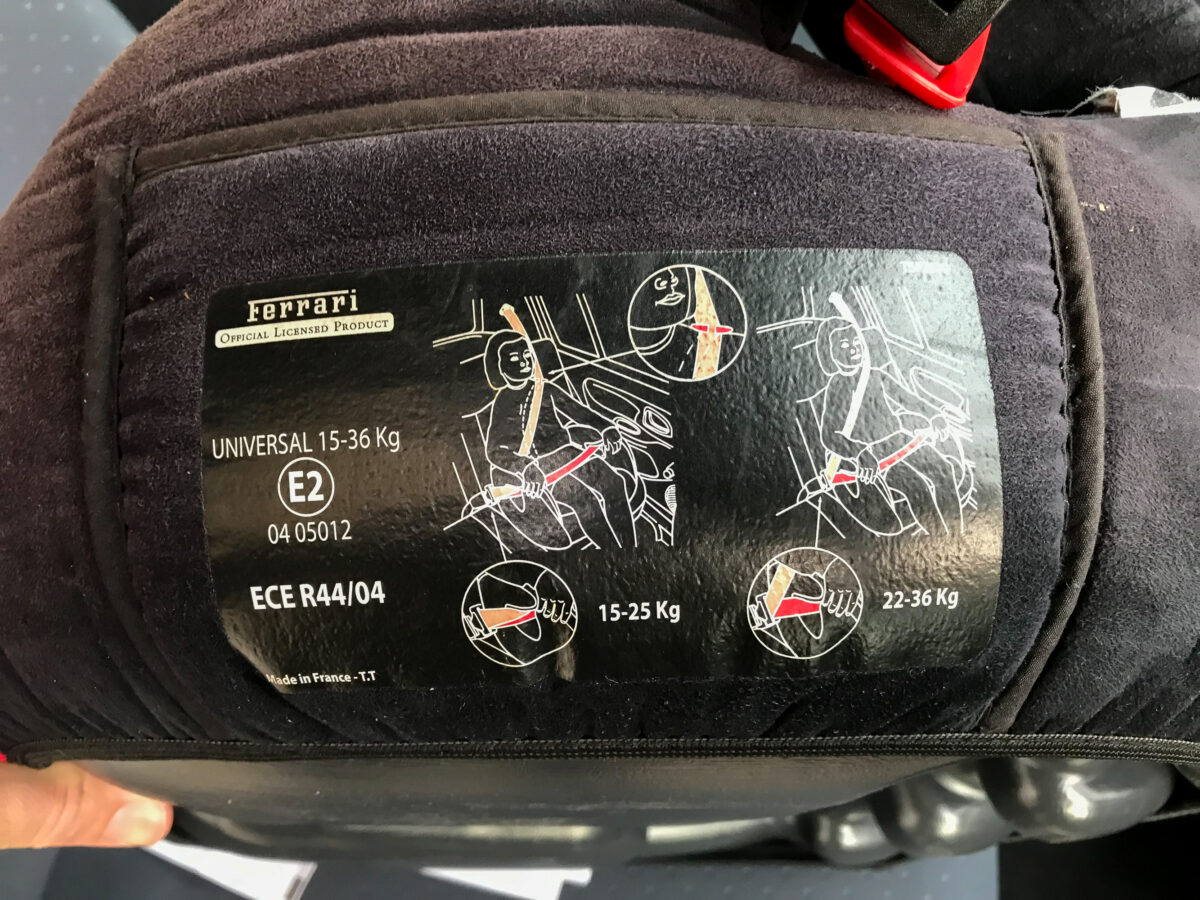 Ferrari
OFFICIAL LICENSED PRODUCT
UNIVERSAL 15-36 Kg
E2
04 05012
ECE R44/04
15-25 Kg
22-36 Kg
Made in France - T.T